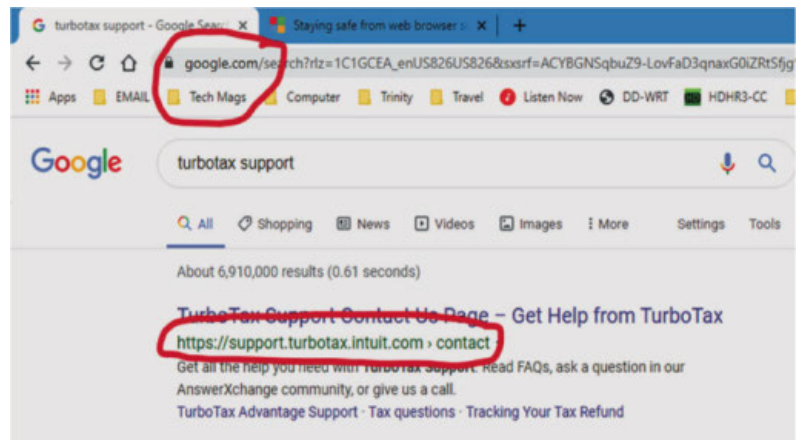 turbotax support - Google Searc
Staying safe from web browser s
google.com/search?rlz=1C1GCEA_enUS826US826&sxsrf=ACYBGNSqbuZ9-LovFaD3qnaxG0iZRtSfjg
Apps EMAIL Tech Mags Computer Trinity Travel Listen Now DD-WRT HDHR3-CC
Google turbotax support
All Shopping News Videos Images More Settings Tools
About 6,910,000 results (0.61 seconds)
TurboTax Support Contact Us Page – Get Help from TurboTax
https://support.turbotax.intuit.com › contact
Get all the help you need with TurboTax Support. Read FAQs, ask a question in our
AnswerXchange community, or give us a call.
TurboTax Advantage Support · Tax questions · Tracking Your Tax Refund